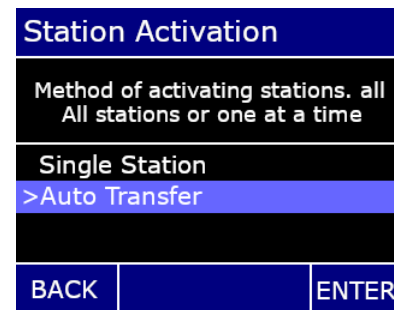 Station Activation
Method of activating stations. all
All stations or one at a time
Single Station
>Auto Transfer
BACK ENTER